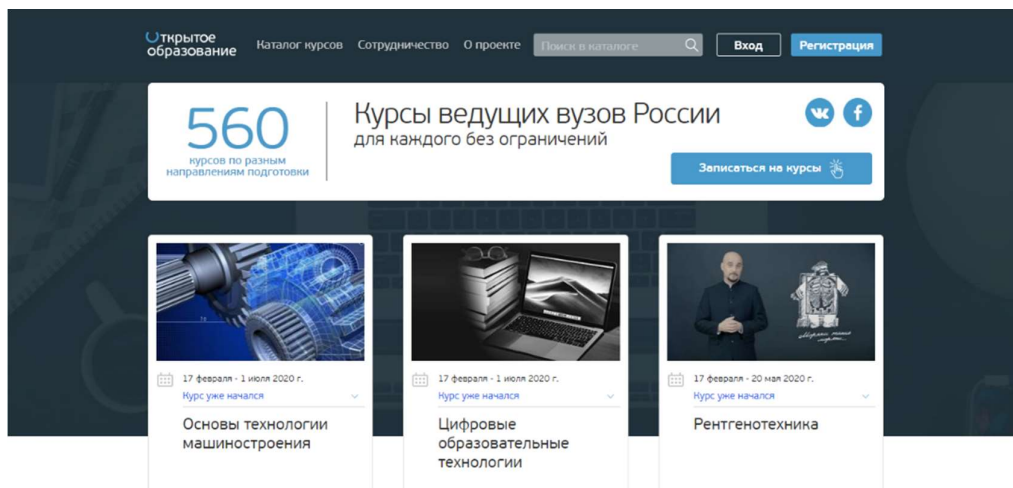 Открытое
образование
Каталог курсов Сотрудничество О проекте Поиск в каталоге Вход Регистрация
560
курсов по разным
направлениям подготовки
Курсы ведущих вузов России
для каждого без ограничений
Записаться на курсы
17 февраля - 1 июля 2020 г.
Курс уже начался
Основы технологии
машиностроения
17 февраля - 1 июля 2020 г.
Курс уже начался
Цифровые
образовательные
технологии
17 февраля - 20 мая 2020 г.
Курс уже начался
Рентгенотехника